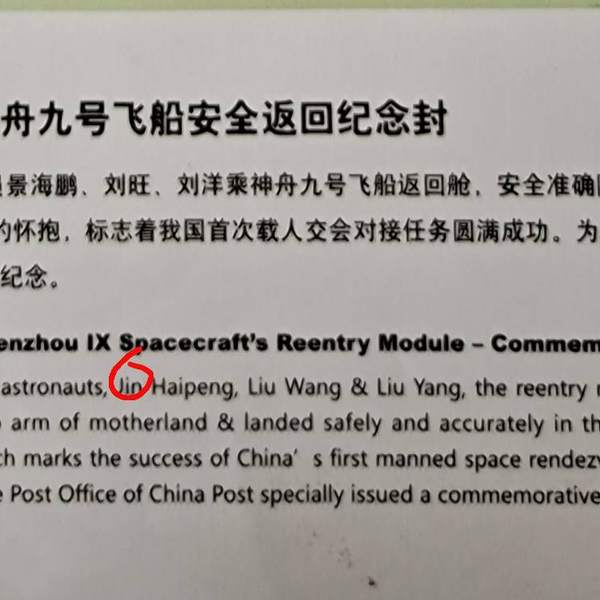 舟九号飞船安全返回纪念封
景海鹏、刘旺、刘洋乘神舟九号飞船返回舱，安全准确
的怀抱，标志着我国首次载人交会对接任务圆满成功。为
纪念。
enzhou IX Spacecraft's Reentry Module – Commem
astronauts, Jin Haipeng, Liu Wang & Liu Yang, the reentry
arm of motherland & landed safely and accurately in th
ch marks the success of China's first manned space rendezv
e Post Office of China Post specially issued a commemorative